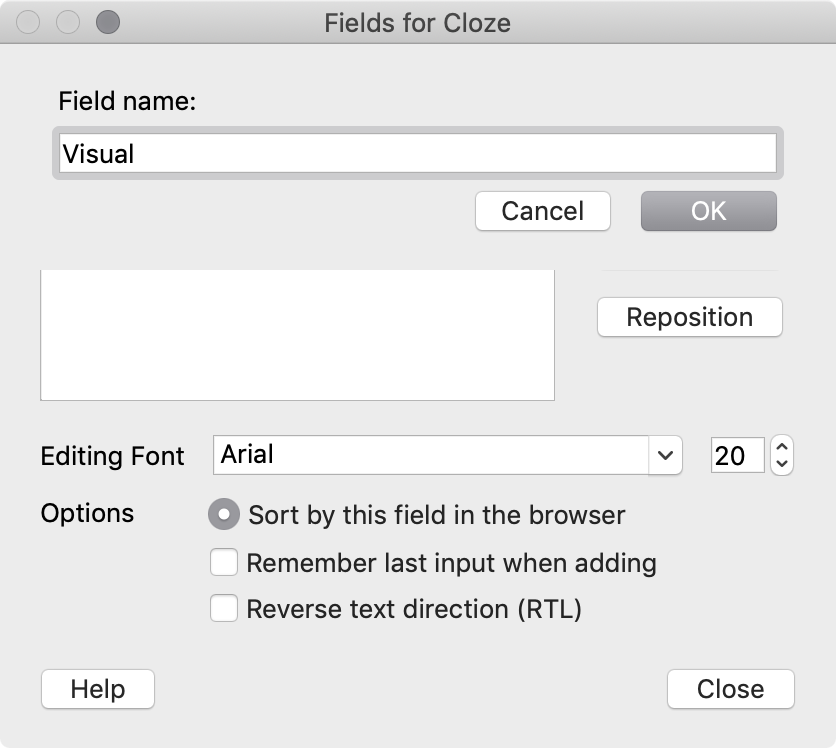 Fields for Cloze
Field name:
Visual
Cancel OK
Reposition
Editing Font Arial 20
Options Sort by this field in the browser
Remember last input when adding
Reverse text direction (RTL)
Help Close